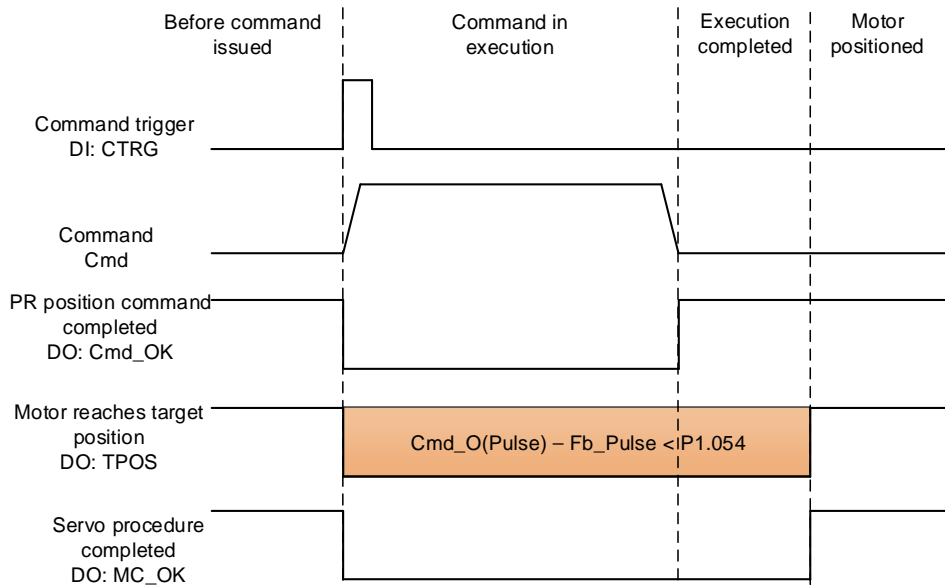 Before command
issued
Command in
execution
Execution
completed
Motor
positioned
Command trigger
DI: CTRG
Command
Cmd
PR position command
completed
DO: Cmd_OK
Motor reaches target
position
DO: TPOS
Cmd_O(Pulse) – Fb_Pulse < P1.054
Servo procedure
completed
DO: MC_OK